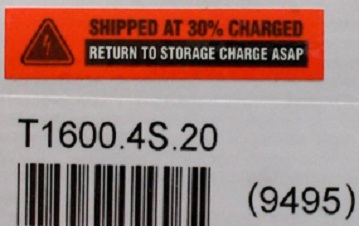 SHIPPED AT 30% CHARGED
RETURN TO STORAGE CHARGE ASAP
T1600.4S.20
(9495)